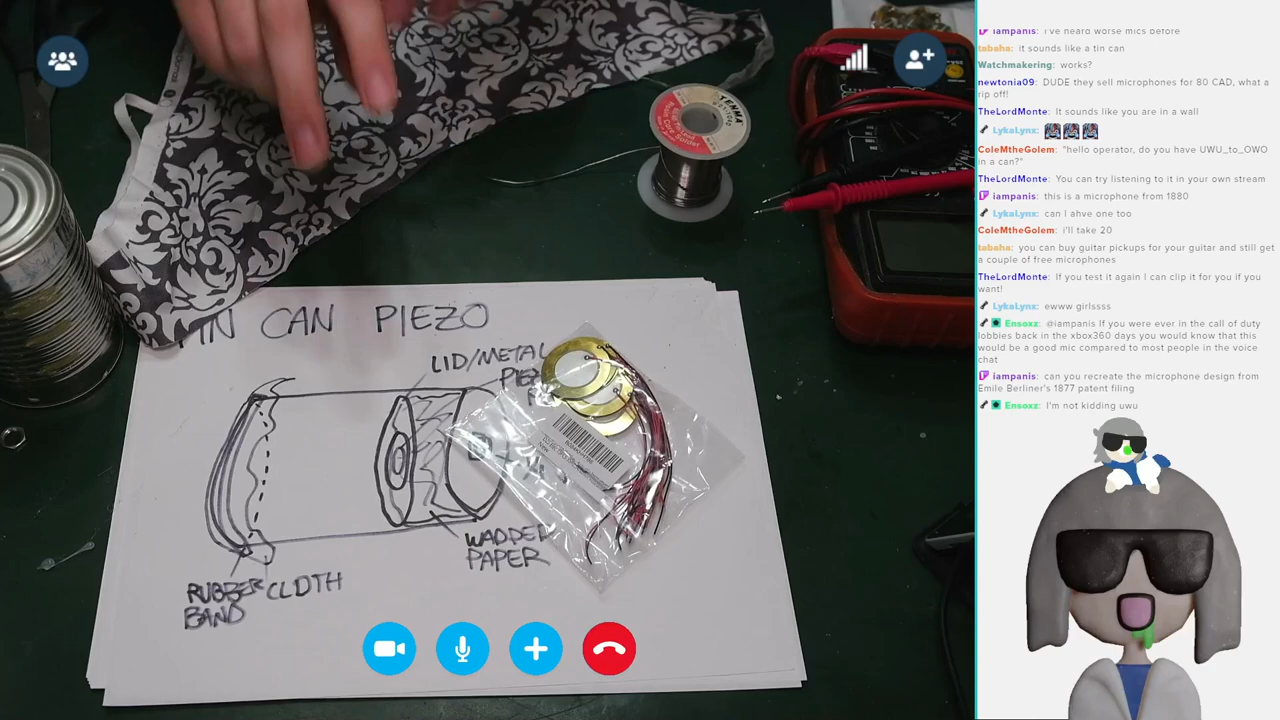 TENMA
Rosin Core Solder
TIN CAN PIEZO
LID/METAL
WADDED
PAPER
RUBBER CLOTH
BAND
iampanis: i've heard worse mics before
tabaha: it sounds like a tin can
Watchmakering: works?
newtonia09: DUDE they sell microphones for 80 CAD, what a
rip off!
TheLordMonte: It sounds like you are in a wall
LykaLynx:
ColeMtheGolem: "hello operator, do you have UWU_to_OWO
in a can?"
TheLordMonte: You can try listening to it in your own stream
iampanis: this is a microphone from 1880
LykaLynx: can I ahve one too
ColeMtheGolem: i'll take 20
tabaha: you can buy guitar pickups for your guitar and still get
a couple of free microphones
TheLordMonte: If you test it again I can clip it for you if you
want!
LykaLynx: ewww girlssss
Ensoxz: @iampanis If you were ever in the call of duty
lobbies back in the xbox360 days you would know that this
would be a good mic compared to most people in the voice
chat
iampanis: can you recreate the microphone design from
Emile Berliner's 1877 patent filing
Ensoxz: I'm not kidding uwu